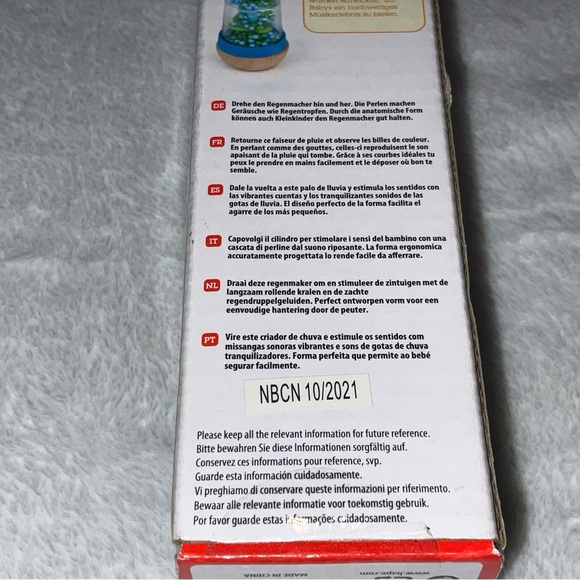 Babys ein hochwertiges
Musikerlebnis zu bieten.
DE Drehe den Regenmacher hin und her. Die Perlen machen
Geräusche wie Regentropfen. Durch die anatomische Form
können auch Kleinkinder den Regenmacher gut halten.
FR Retourne ce faiseur de pluie et observe les billes de couleur.
En perlant comme des gouttes, celles-ci reproduisent le son
apaisant de la pluie qui tombe. Grâce à ses courbes idéales tu
peux le prendre en mains facilement et le déposer où bon te
semble.
ES Dale la vuelta a este palo de lluvia y estimula los sentidos con
las vibrantes cuentas y los tranquilizantes sonidos de las
gotas de lluvia. El diseño perfecto de la forma facilita el
agarre de los más pequeños.
IT Capovolgi il cilindro per stimolare i sensi del bambino con una
cascata di perline dal suono riposante. La forma ergonomica
accuratamente progettata lo rende facile da afferrare.
NL Draai deze regenmaker om en stimuleer de zintuigen met de
langzaam rollende kralen en de zachte
regendruppelgeluiden. Perfect ontworpen vorm voor een
eenvoudige hantering door de peuter.
PT Vire este criador de chuva e estimule os sentidos com
missangas sonoras vibrantes e sons de gotas de chuva
tranquilizadores. Forma perfeita que permite ao bebé
segurar facilmente.
NBCN 10/2021
Please keep all the relevant information for future reference.
Bitte bewahren Sie diese Informationen sorgfältig auf.
Conservez ces informations pour reference, svp.
Guarde esta información cuidadosamente.
Vi preghiamo di conservare queste informazioni per riferimento.
Bewaar alle relevante informatie voor toekomstig gebruik.
Por favor guarde estas informações cuidadosamente.
MADE IN CHINA